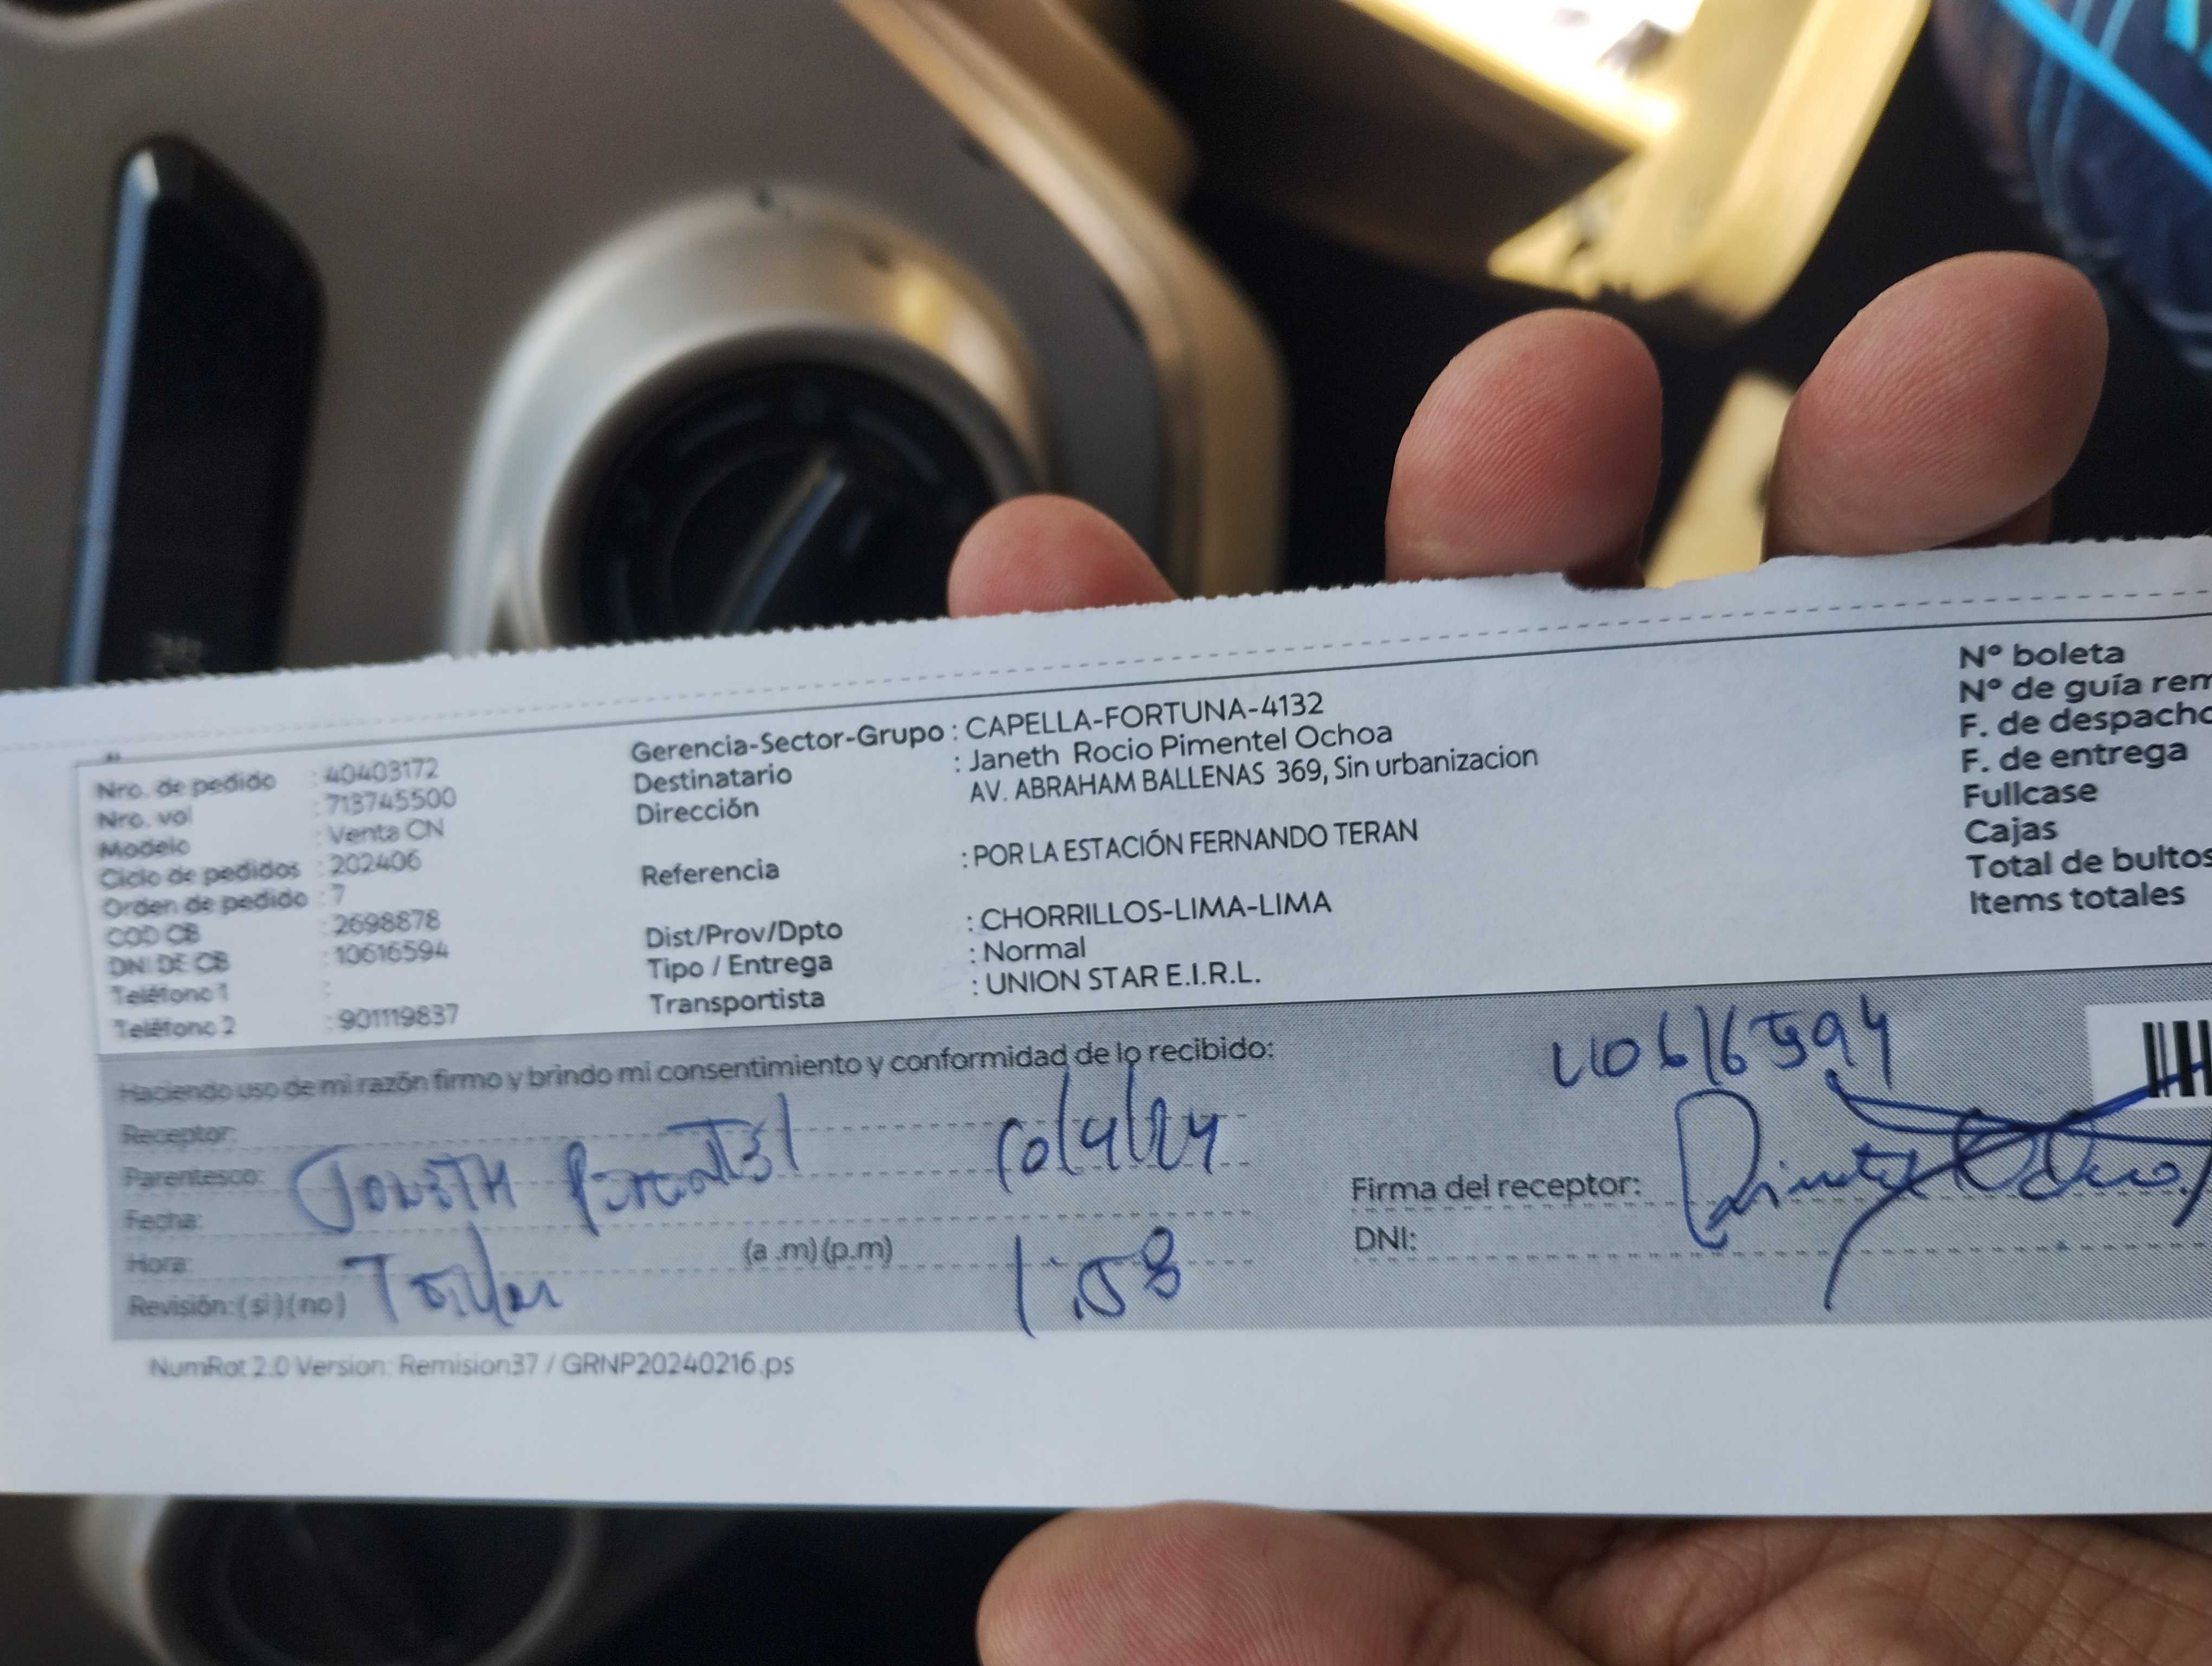 Nro. de pedido : 40403172
Nro. vol : 713745500
Modelo : Venta CN
Ciclo de pedidos : 202406
Orden de pedido : 7
COD CB : 2698878
DNI DE CB : 10616594
Teléfono 1 :
Teléfono 2 : 901119837
Gerencia-Sector-Grupo : CAPELLA-FORTUNA-4132
Destinatario : Janeth Rocio Pimentel Ochoa
Dirección AV. ABRAHAM BALLENAS 369, Sin urbanizacion
Referencia : POR LA ESTACIÓN FERNANDO TERAN
Dist/Prov/Dpto : CHORRILLOS-LIMA-LIMA
Tipo / Entrega : Normal
Transportista : UNION STAR E.I.R.L.
Nº boleta
Nº de guía rem
F. de despacho
F. de entrega
Fullcase
Cajas
Total de bultos
Items totales
Haciendo uso de mi razón firmo y brindo mi consentimiento y conformidad de lo recibido:
Receptor:
Parentesco:
Fecha:
Hora: (a .m) (p.m)
Revisión: ( si ) ( no )
10/4/24
1:58
Firma del receptor:
DNI:
NumRot 2.0 Version: Remision37 / GRNP20240216.ps